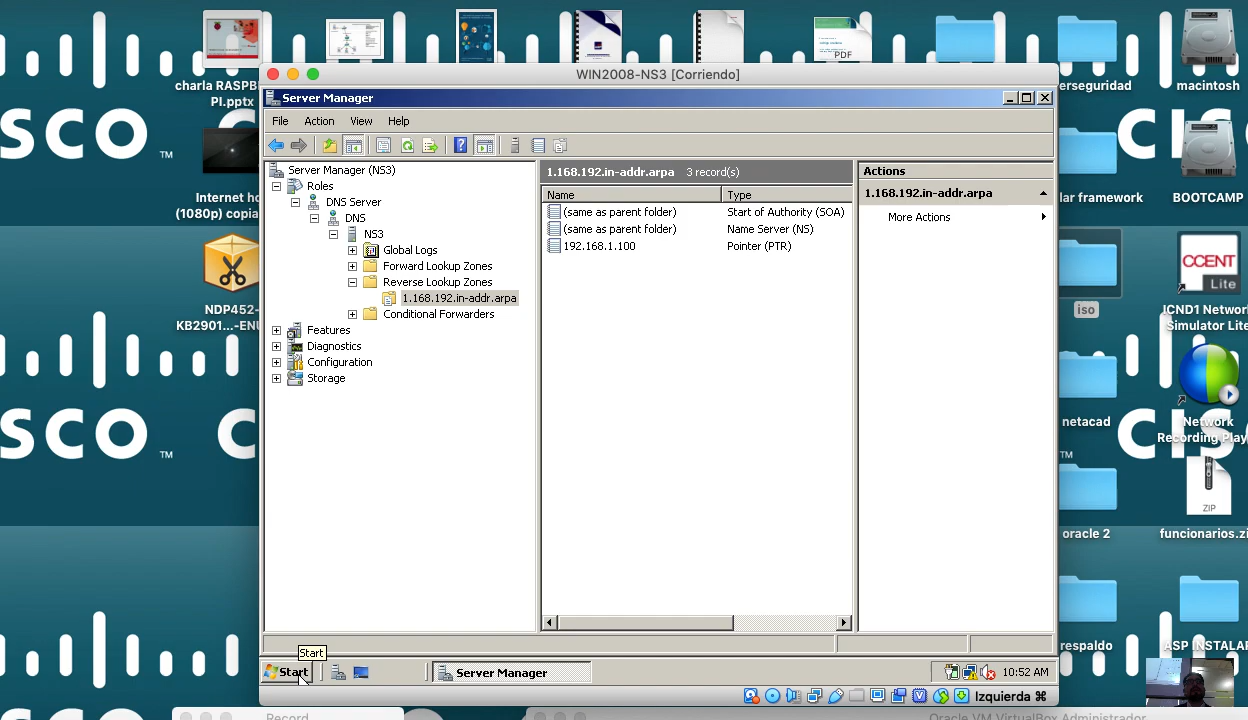 PDF
charla RASPB
PI.pptx
Internet ho
(1080p) copia
NDP452-
KB2901...-ENU
WIN2008-NS3 [Corriendo]
Server Manager
File Action View Help
Server Manager (NS3)
Roles
DNS Server
DNS
NS3
Global Logs
Forward Lookup Zones
Reverse Lookup Zones
1.168.192.in-addr.arpa
Conditional Forwarders
Features
Diagnostics
Configuration
Storage
1.168.192.in-addr.arpa 3 record(s)
Name Type
(same as parent folder) Start of Authority (SOA)
(same as parent folder) Name Server (NS)
192.168.1.100 Pointer (PTR)
Actions
1.168.192.in-addr.arpa
More Actions
Start
Start
Server Manager
10:52 AM
Izquierda ⌘
Record
Oracle VM VirtualBox Administrador
erseguridad
macintosh
lar framework
BOOTCAMP
iso
CCENT
Lite
ICND1 Network
Simulator Lite
netacad
Network
Recording Play
oracle 2
ZIP
funcionarios.zi
respaldo
ASP INSTALAR
SCO TM
CISCO
SCO TM
CISCO
TM